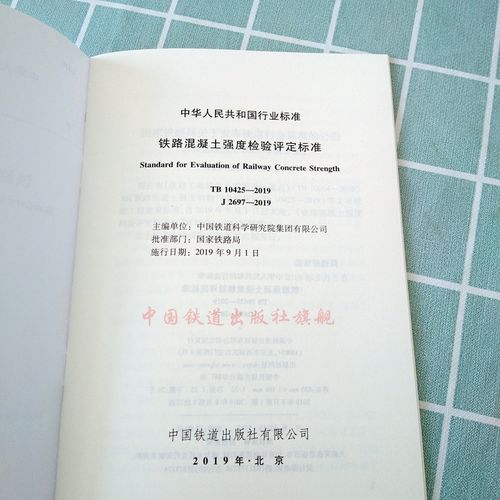 中华人民共和国行业标准
铁路混凝土强度检验评定标准
Standard for Evaluation of Railway Concrete Strength
TB 10425—2019
J 2697—2019
主编单位：中国铁道科学研究院集团有限公司
批准部门：国家铁路局
施行日期：2019 年 9 月 1 日
中国铁道出版社旗舰
中国铁道出版社有限公司
2019年·北京